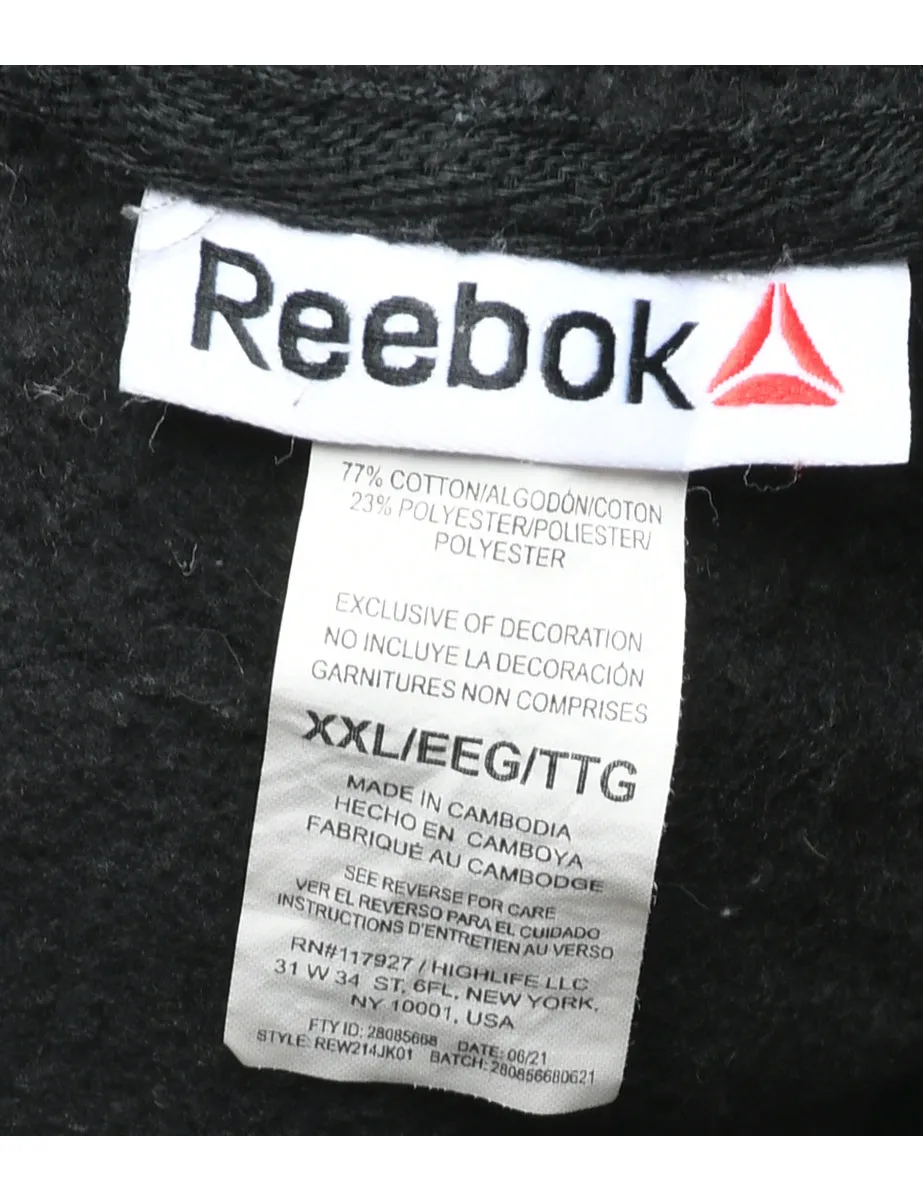 Reebok
77% COTTON/ALGODÓN/COTON
23% POLYESTER/POLIESTER/
POLYESTER
EXCLUSIVE OF DECORATION
NO INCLUYE LA DECORACIÓN
GARNITURES NON COMPRISES
XXL/EEG/TTG
MADE IN CAMBODIA
HECHO EN CAMBOYA
FABRIQUÉ AU CAMBODGE
SEE REVERSE FOR CARE
VER EL REVERSO PARA EL CUIDADO
INSTRUCTIONS D'ENTRETIEN AU VERSO
RN#117927 / HIGHLIFE LLC
31 W 34 ST, 6FL, NEW YORK,
NY 10001, USA
FTY ID: 28085668 DATE: 06/21
STYLE: REW214JK01 BATCH: 280856680621